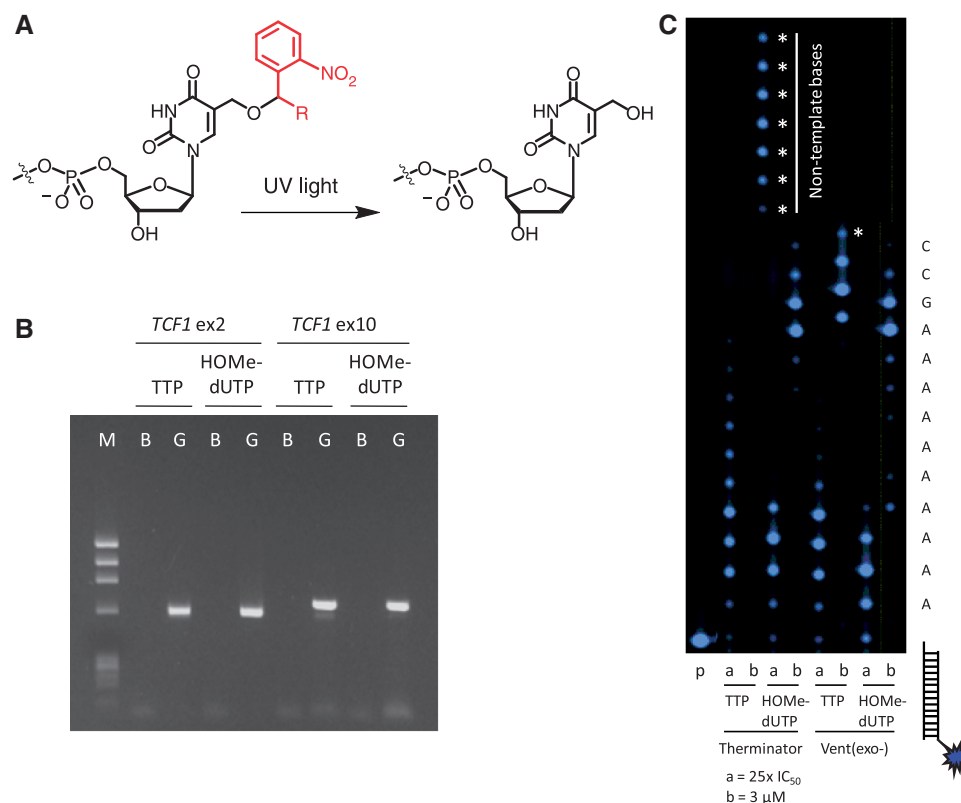 A
NO2
R
O
O
HN
O
N
O
O
P
O
−O
O
OH
UV light
O
OH
HN
O
N
O
O
P
O
−O
O
OH
B
TCF1 ex2
TCF1 ex10
TTP
HOMe-
dUTP
TTP
HOMe-
dUTP
M B G B G B G B G
C
*
*
*
*
*
*
*
Non-template bases
*
C
C
G
A
A
A
A
A
A
A
A
A
A
p a b a b a b a b
TTP HOMe- TTP HOMe-
dUTP dUTP
Therminator Vent(exo-)
a = 25x IC50
b = 3 µM